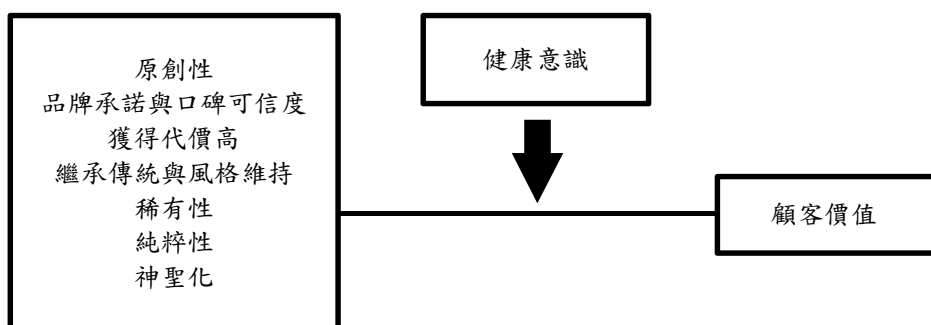 原創性
品牌承諾與口碑可信度
獲得代價高
繼承傳統與風格維持
稀有性
純粹性
神聖化
健康意識
顧客價值